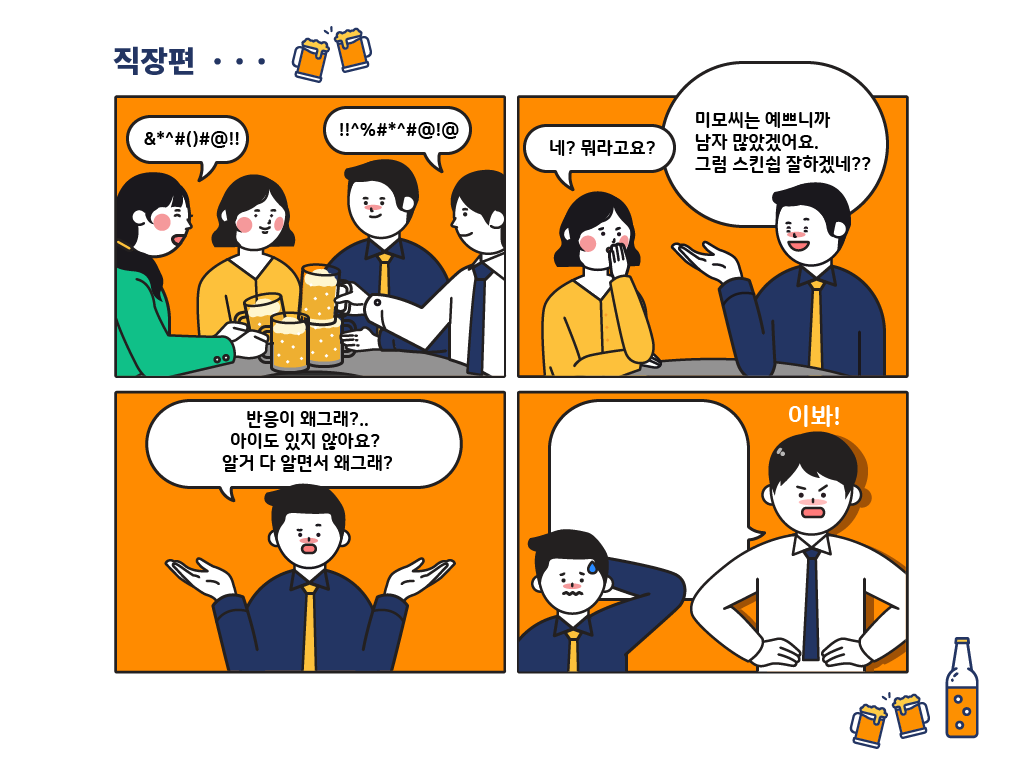 직장편 · · ·
&*^#()#@!!
!!^%#*^#@!@
네? 뭐라고요?
미모씨는 예쁘니까
남자 많았겠어요.
그럼 스킨쉽 잘하겠네??
반응이 왜그래?..
아이도 있지 않아요?
알거 다 알면서 왜그래?
이봐!